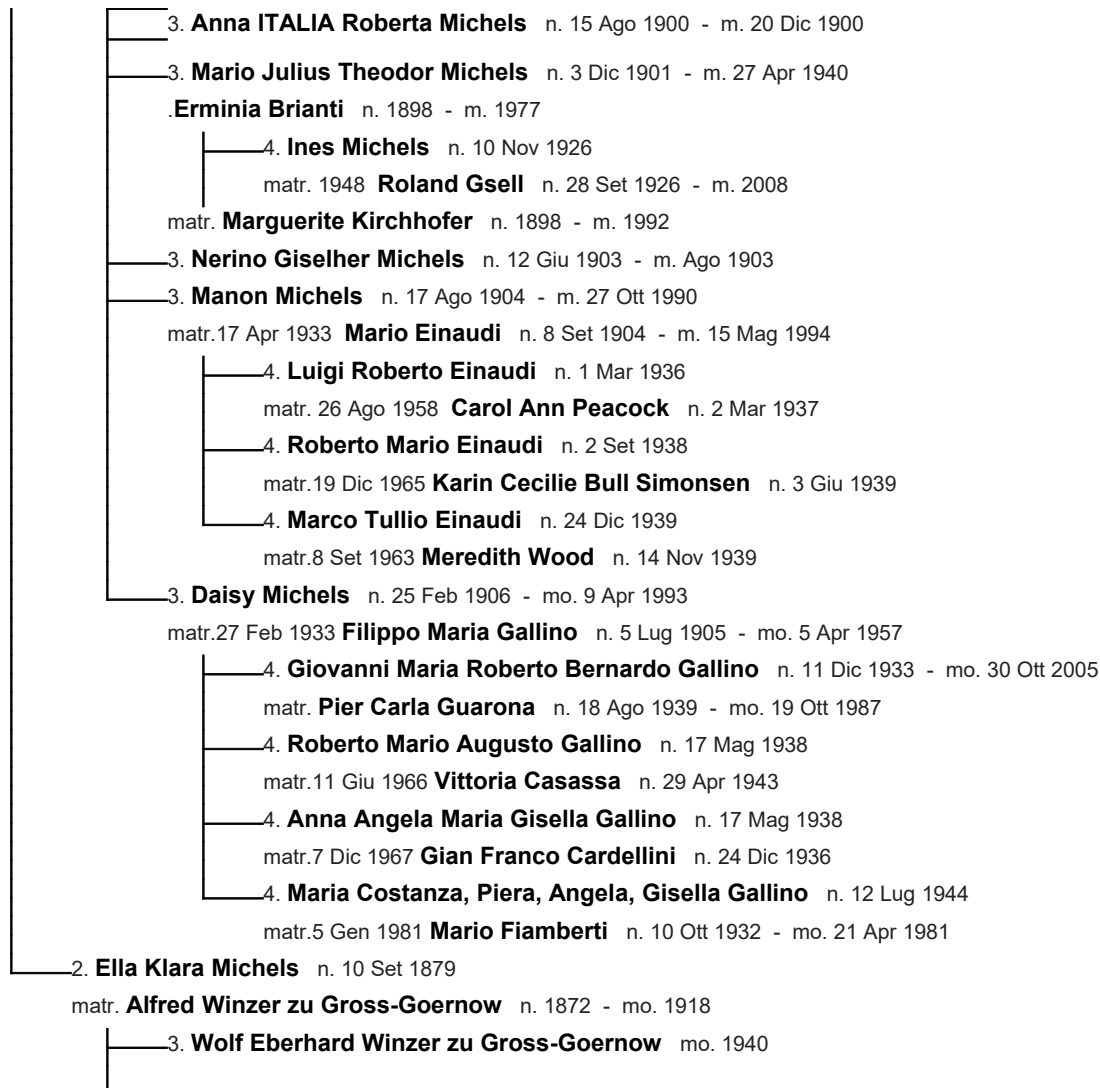 3. Anna ITALIA Roberta Michels n. 15 Ago 1900 - m. 20 Dic 1900
3. Mario Julius Theodor Michels n. 3 Dic 1901 - m. 27 Apr 1940
.Erminia Brianti n. 1898 - m. 1977
4. Ines Michels n. 10 Nov 1926
matr. 1948 Roland Gsell n. 28 Set 1926 - m. 2008
matr. Marguerite Kirchhofer n. 1898 - m. 1992
3. Nerino Giselher Michels n. 12 Giu 1903 - m. Ago 1903
3. Manon Michels n. 17 Ago 1904 - m. 27 Ott 1990
matr.17 Apr 1933 Mario Einaudi n. 8 Set 1904 - m. 15 Mag 1994
4. Luigi Roberto Einaudi n. 1 Mar 1936
matr. 26 Ago 1958 Carol Ann Peacock n. 2 Mar 1937
4. Roberto Mario Einaudi n. 2 Set 1938
matr.19 Dic 1965 Karin Cecilie Bull Simonsen n. 3 Giu 1939
4. Marco Tullio Einaudi n. 24 Dic 1939
matr.8 Set 1963 Meredith Wood n. 14 Nov 1939
3. Daisy Michels n. 25 Feb 1906 - mo. 9 Apr 1993
matr.27 Feb 1933 Filippo Maria Gallino n. 5 Lug 1905 - mo. 5 Apr 1957
4. Giovanni Maria Roberto Bernardo Gallino n. 11 Dic 1933 - mo. 30 Ott 2005
matr. Pier Carla Guarona n. 18 Ago 1939 - mo. 19 Ott 1987
4. Roberto Mario Augusto Gallino n. 17 Mag 1938
matr.11 Giu 1966 Vittoria Casassa n. 29 Apr 1943
4. Anna Angela Maria Gisella Gallino n. 17 Mag 1938
matr.7 Dic 1967 Gian Franco Cardellini n. 24 Dic 1936
4. Maria Costanza, Piera, Angela, Gisella Gallino n. 12 Lug 1944
matr.5 Gen 1981 Mario Fiamberti n. 10 Ott 1932 - mo. 21 Apr 1981
2. Ella Klara Michels n. 10 Set 1879
matr. Alfred Winzer zu Gross-Goernow n. 1872 - mo. 1918
3. Wolf Eberhard Winzer zu Gross-Goernow mo. 1940